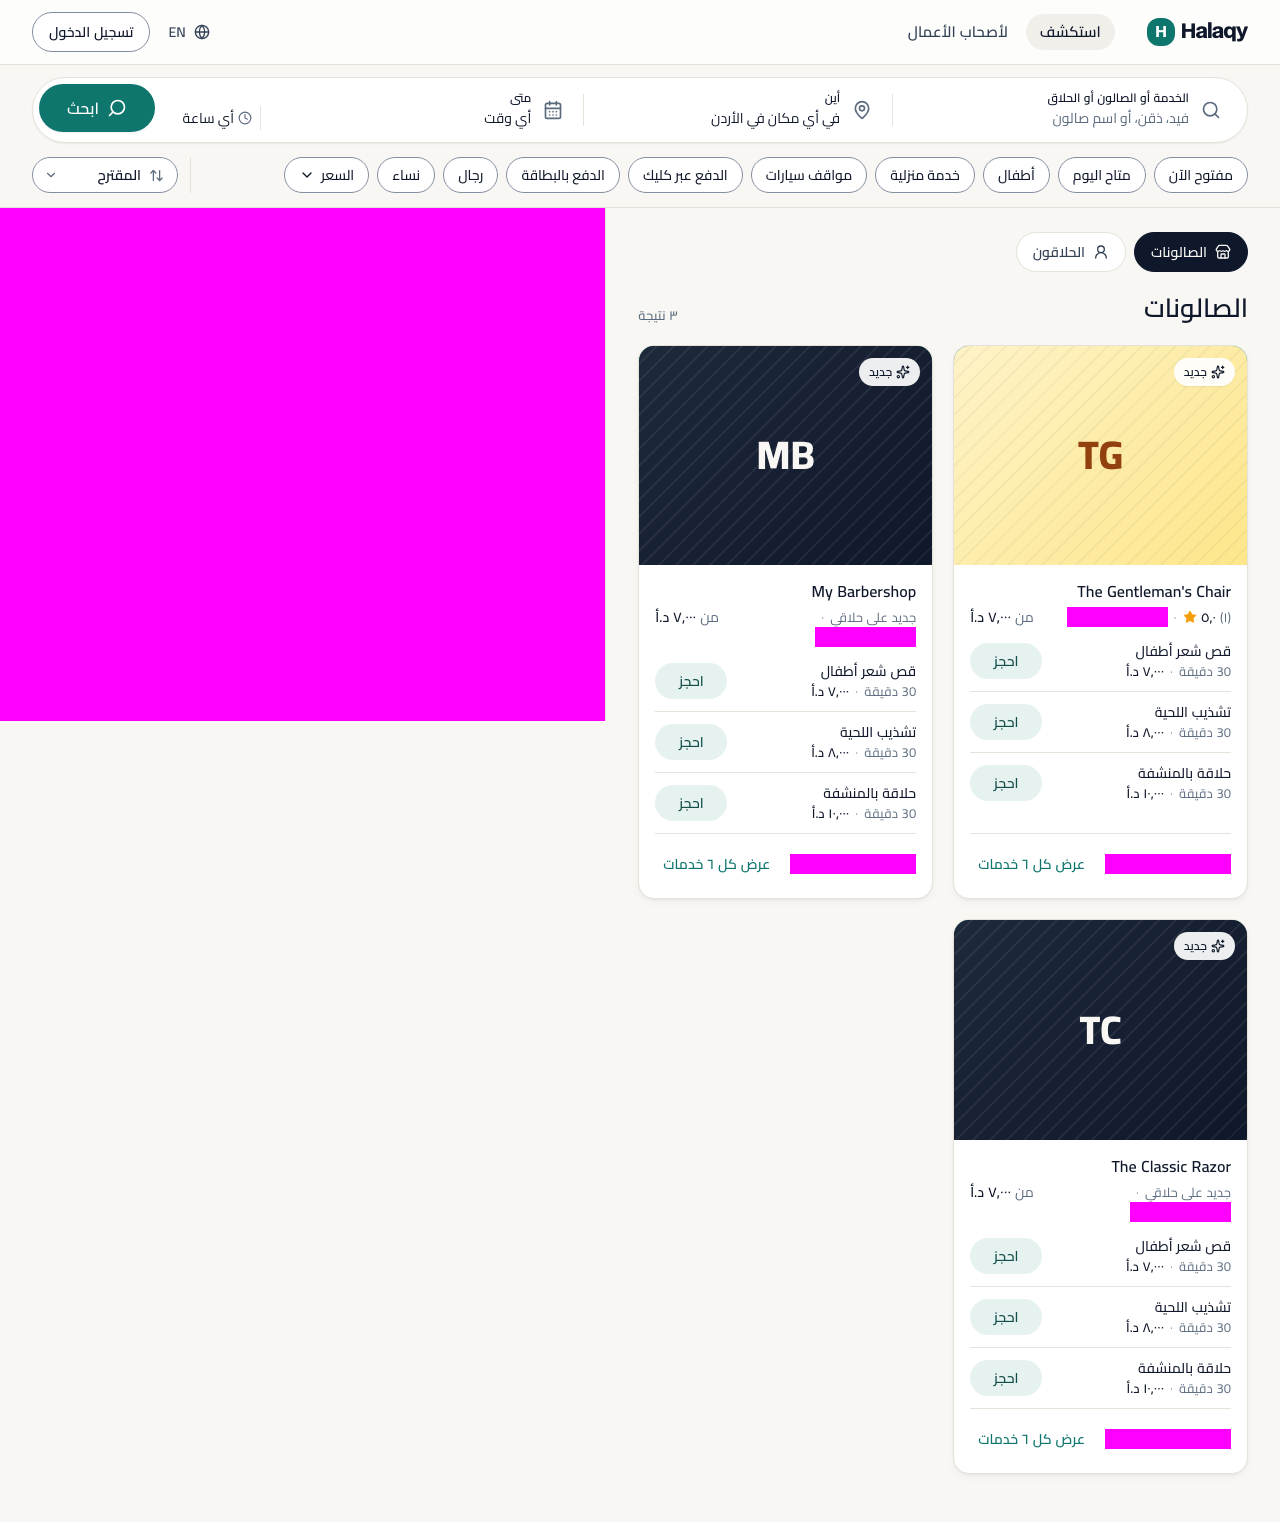 Halaqy
H
استكشف
لأصحاب الأعمال
EN
تسجيل الدخول
الخدمة أو الصالون أو الحلاق
فيد، ذقن، أو اسم صالون
أين
في أي مكان في الأردن
متى
أي وقت
أي ساعة
ابحث
مفتوح الآن
متاح اليوم
أطفال
خدمة منزلية
مواقف سيارات
الدفع عبر كليك
الدفع بالبطاقة
رجال
نساء
السعر
المقترح
الصالونات
الحلاقون
الصالونات
٣ نتيجة
جديد
TG
The Gentleman's Chair
(١) ٥,٠ ·
من ٧,٠٠٠ د.أ
قص شعر أطفال
30 دقيقة · ٧,٠٠٠ د.أ
احجز
تشذيب اللحية
30 دقيقة · ٨,٠٠٠ د.أ
احجز
حلاقة بالمنشفة
30 دقيقة · ١٠,٠٠٠ د.أ
احجز
عرض كل ٦ خدمات
جديد
MB
My Barbershop
جديد على حلاقي ·
من ٧,٠٠٠ د.أ
قص شعر أطفال
30 دقيقة · ٧,٠٠٠ د.أ
احجز
تشذيب اللحية
30 دقيقة · ٨,٠٠٠ د.أ
احجز
حلاقة بالمنشفة
30 دقيقة · ١٠,٠٠٠ د.أ
احجز
عرض كل ٦ خدمات
جديد
TC
The Classic Razor
جديد على حلاقي ·
من ٧,٠٠٠ د.أ
قص شعر أطفال
30 دقيقة · ٧,٠٠٠ د.أ
احجز
تشذيب اللحية
30 دقيقة · ٨,٠٠٠ د.أ
احجز
حلاقة بالمنشفة
30 دقيقة · ١٠,٠٠٠ د.أ
احجز
عرض كل ٦ خدمات